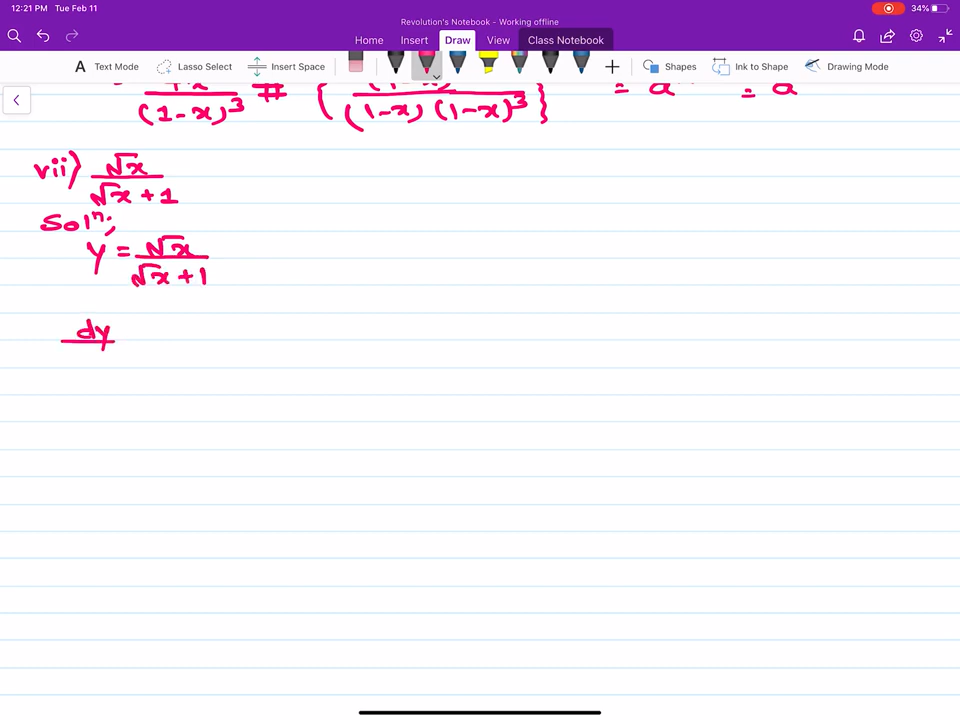 12:21 PM Tue Feb 11
34%
Revolution's Notebook - Working offline
Home Insert Draw View Class Notebook
A Text Mode Lasso Select Insert Space Shapes Ink to Shape Drawing Mode
(1-x)³ # (1-x) (1-x)³ = a = a
vii) √x
√x + 1
Soln;
y = √x
√x + 1
dy